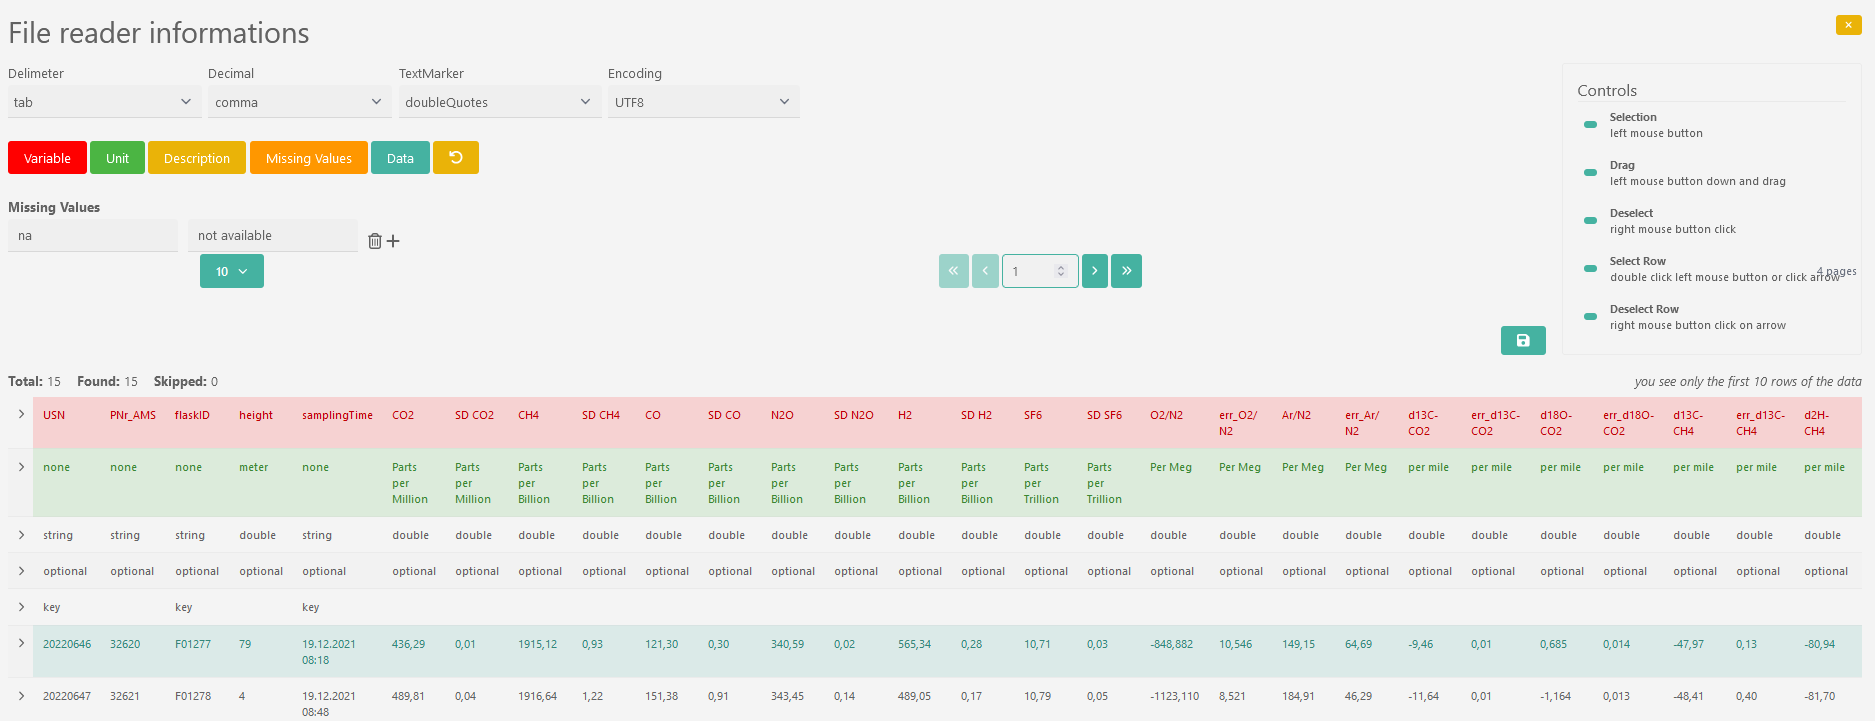 File reader informations
×
Delimeter Decimal TextMarker Encoding
tab comma doubleQuotes UTF8
Variable Unit Description Missing Values Data
Missing Values
na not available
10
« ‹ 1 › »
4 pages
Controls
Selection
left mouse button
Drag
left mouse button down and drag
Deselect
right mouse button click
Select Row
double click left mouse button or click arrow
Deselect Row
right mouse button click on arrow
Total: 15 Found: 15 Skipped: 0
you see only the first 10 rows of the data
USN PNr_AMS flaskID height samplingTime CO2 SD CO2 CH4 SD CH4 CO SD CO N2O SD N2O H2 SD H2 SF6 SD SF6 O2/N2 err_O2/ Ar/N2 err_Ar/ d13C- err_d13C- d18O- err_d18O- d13C- err_d13C- d2H-
N2 N2 CO2 CO2 CO2 CO2 CH4 CH4 CH4
none none none meter none Parts Parts Parts Parts Parts Parts Parts Parts Parts Parts Parts Parts Per Meg Per Meg Per Meg Per Meg per mile per mile per mile per mile per mile per mile per mile
per per per per per per per per per per per per
Million Million Billion Billion Billion Billion Billion Billion Billion Billion Trillion Trillion
string string string double string double double double double double double double double double double double double double double double double double double double double double double double
optional optional optional optional optional optional optional optional optional optional optional optional optional optional optional optional optional optional optional optional optional optional optional optional optional optional optional optional
key key key
20220646 32620 F01277 79 19.12.2021 436,29 0,01 1915,12 0,93 121,30 0,30 340,59 0,02 565,34 0,28 10,71 0,03 -848,882 10,546 149,15 64,69 -9,46 0,01 0,685 0,014 -47,97 0,13 -80,94
08:18
20220647 32621 F01278 4 19.12.2021 489,81 0,04 1916,64 1,22 151,38 0,91 343,45 0,14 489,05 0,17 10,79 0,05 -1123,110 8,521 184,91 46,29 -11,64 0,01 -1,164 0,013 -48,41 0,40 -81,70
08:48